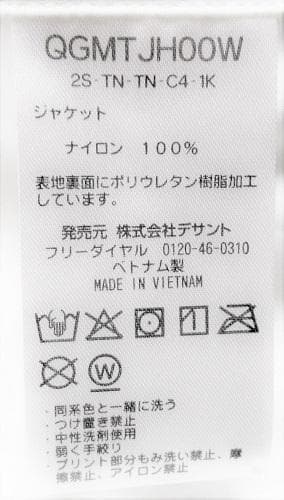 QGMTJH00W
2S-TN-TN-C4-1K
ジャケット
ナイロン 100%
表地裏面にポリウレタン樹脂加工
しています。
発売元 株式会社デサント
フリーダイヤル 0120-46-0310
ベトナム製
MADE IN VIETNAM
W
・同系色と一緒に洗う
・つけ置き禁止
・中性洗剤使用
・弱く手絞り
・プリント部分もみ洗い禁止、摩
擦禁止、アイロン禁止